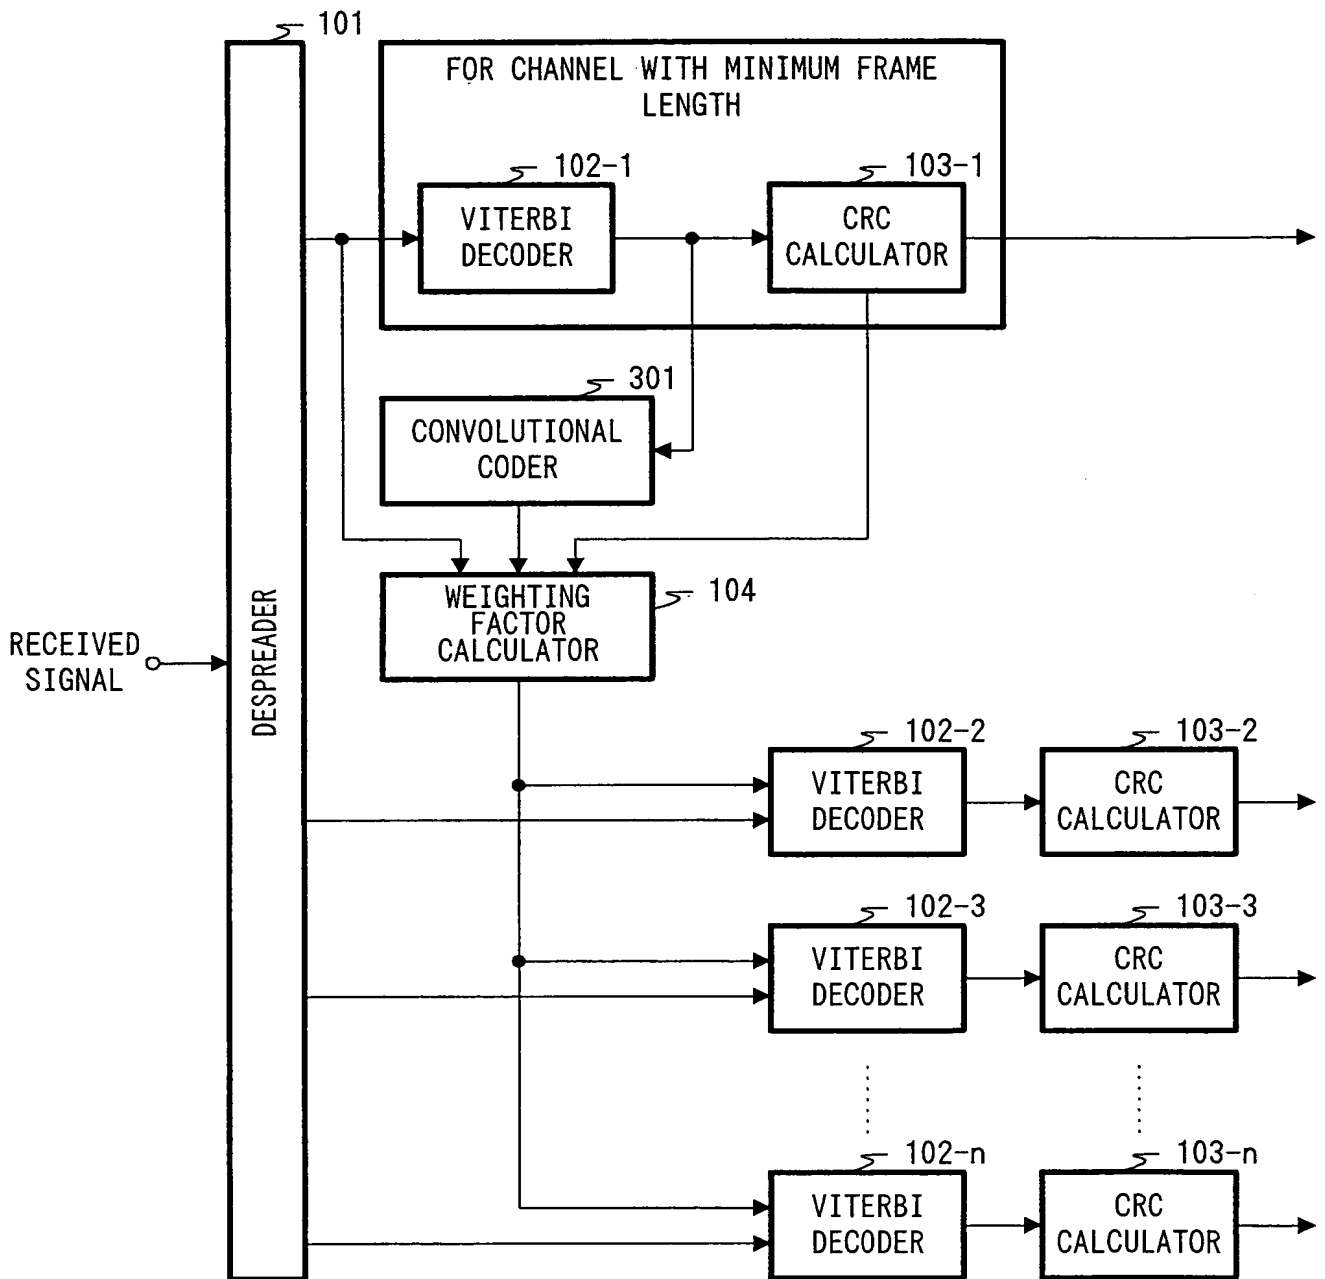 101
FOR CHANNEL WITH MINIMUM FRAME
LENGTH
102-1
103-1
VITERBI
DECODER
CRC
CALCULATOR
301
CONVOLUTIONAL
CODER
WEIGHTING
FACTOR
CALCULATOR
104
RECEIVED
SIGNAL
DESPREADER
102-2
103-2
VITERBI
DECODER
CRC
CALCULATOR
102-3
103-3
VITERBI
DECODER
CRC
CALCULATOR
102-n
103-n
VITERBI
DECODER
CRC
CALCULATOR